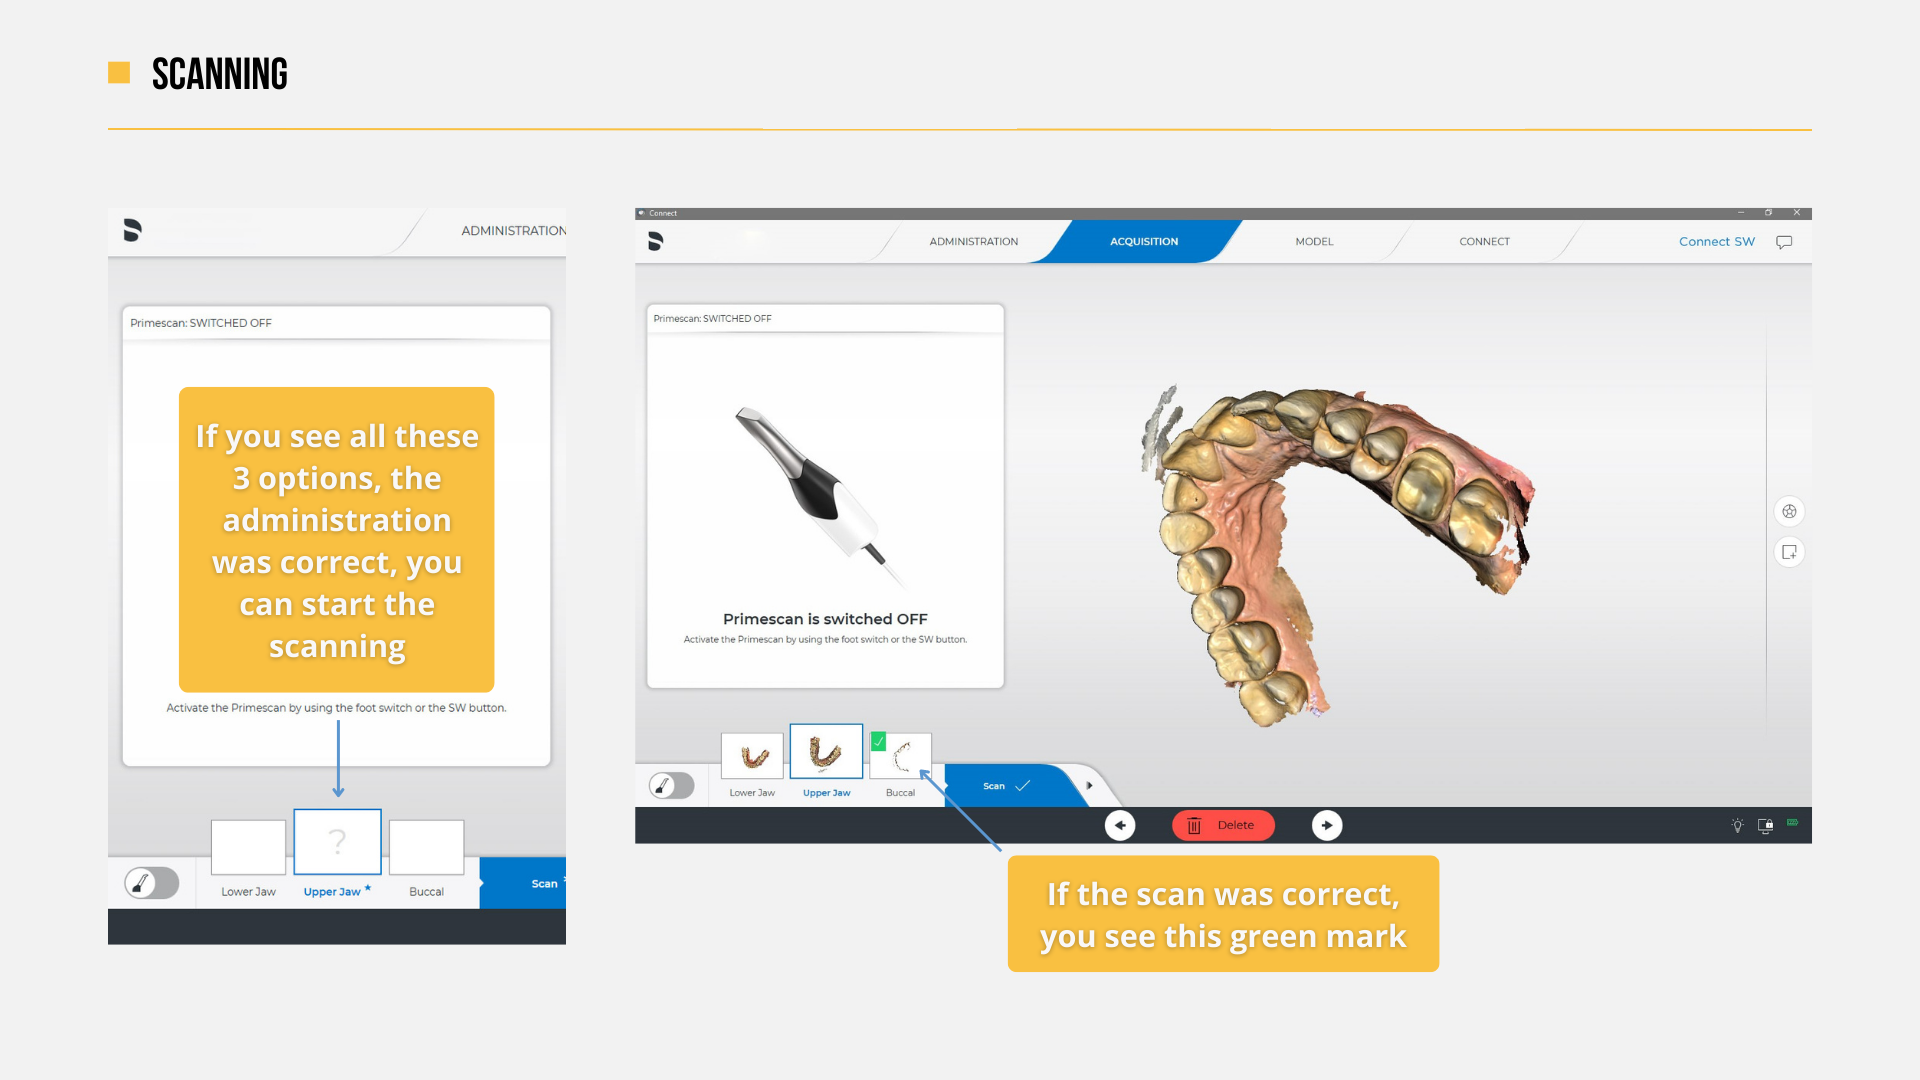 SCANNING
ADMINISTRATION
Primescan: SWITCHED OFF
If you see all these
3 options, the
administration
was correct, you
can start the
scanning
Activate the Primescan by using the foot switch or the SW button.
?
Lower Jaw
Upper Jaw *
Buccal
Scan
Connect
ADMINISTRATION
ACQUISITION
MODEL
CONNECT
Connect SW
Primescan: SWITCHED OFF
Primescan is switched OFF
Activate the Primescan by using the foot switch or the SW button.
Lower Jaw
Upper Jaw
Buccal
Scan
Delete
If the scan was correct,
you see this green mark